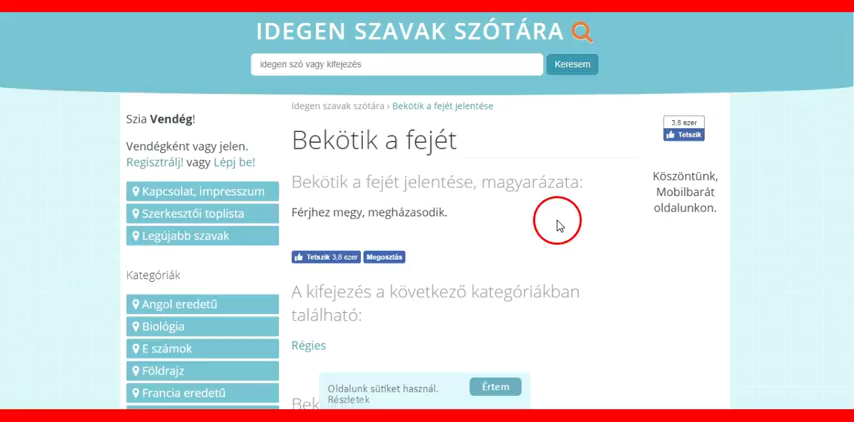 IDEGEN SZAVAK SZÓTÁRA
idegen szó vagy kifejezés
Keresem
Idegen szavak szótára › Bekötik a fejét jelentése
Szia Vendég!
Vendégként vagy jelen.
Regisztrálj! vagy Lépj be!
Kapcsolat, impresszum
Szerkesztői toplista
Legújabb szavak
Kategóriák
Angol eredetű
Biológia
E számok
Földrajz
Francia eredetű
Bekötik a fejét
Bekötik a fejét jelentése, magyarázata:
Férjhez megy, megházasodik.
Tetszik 3,8 ezer
Megosztás
A kifejezés a következő kategóriákban
található:
Régies
Oldalunk sütiket használ.
Részletek
Értem
3,8 ezer
Tetszik
Köszöntünk,
Mobilbarát
oldalunkon.